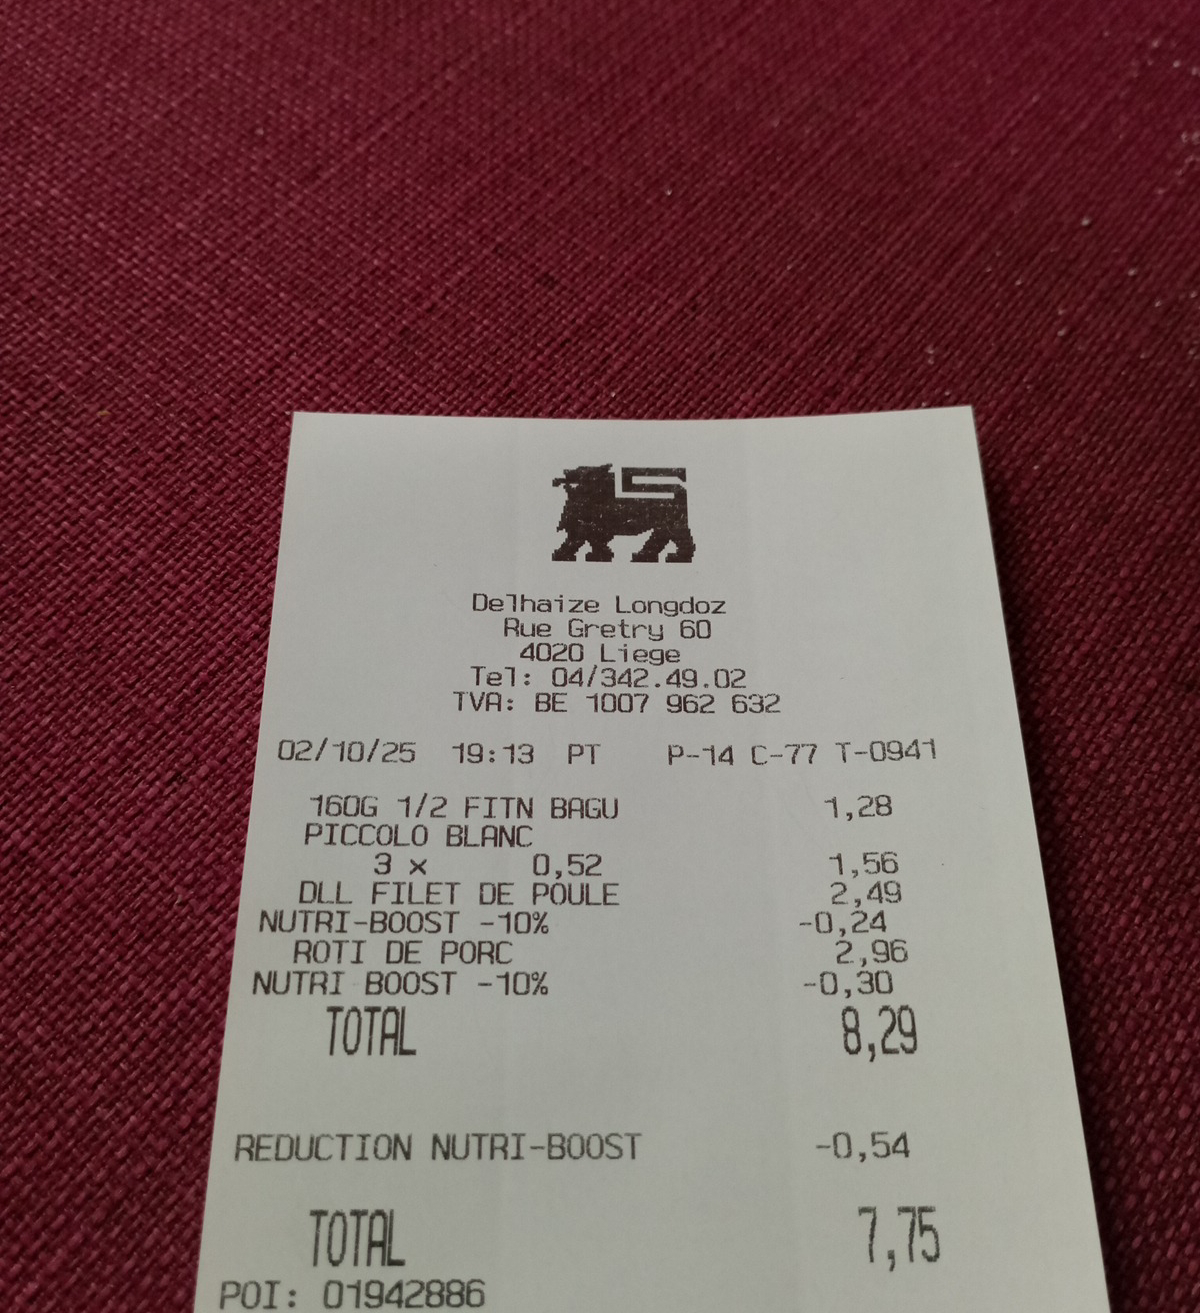 Delhaize Longdoz
Rue Gretry 60
4020 Liege
Tel: 04/342.49.02
TVA: BE 1007 962 632
02/10/25 19:13 PT P-14 C-77 T-0941
160G 1/2 FITN BAGU 1,28
PICCOLO BLANC
3 x 0,52 1,56
DLL FILET DE POULE 2,49
NUTRI-BOOST -10% -0,24
ROTI DE PORC 2,96
NUTRI BOOST -10% -0,30
TOTAL 8,29
REDUCTION NUTRI-BOOST -0,54
TOTAL 7,75
POI: 01942886